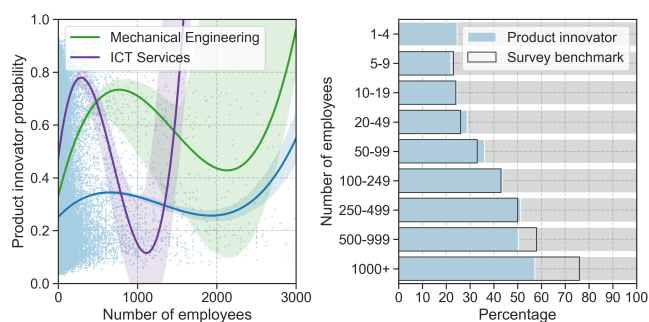 Mechanical Engineering
ICT Services
Product innovator probability
1.0
0.8
0.6
0.4
0.2
0.0
0 1000 2000 3000
Number of employees
Product innovator
Survey benchmark
Number of employees
1-4
5-9
10-19
20-49
50-99
100-249
250-499
500-999
1000+
0 10 20 30 40 50 60 70 80 90 100
Percentage